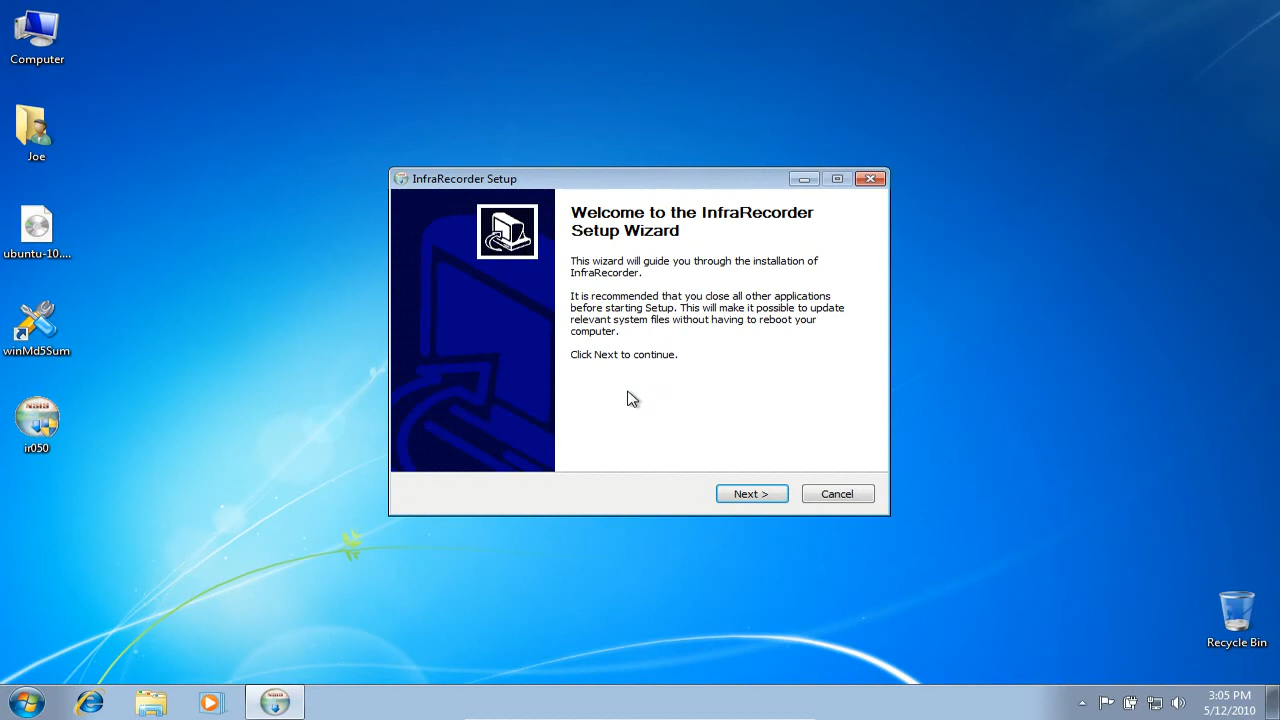 Computer
Joe
ubuntu-10....
winMd5Sum
NSIS
ir050
InfraRecorder Setup
Welcome to the InfraRecorder
Setup Wizard
This wizard will guide you through the installation of
InfraRecorder.
It is recommended that you close all other applications
before starting Setup. This will make it possible to update
relevant system files without having to reboot your
computer.
Click Next to continue.
Next >
Cancel
Recycle Bin
NSIS
3:05 PM
5/12/2010